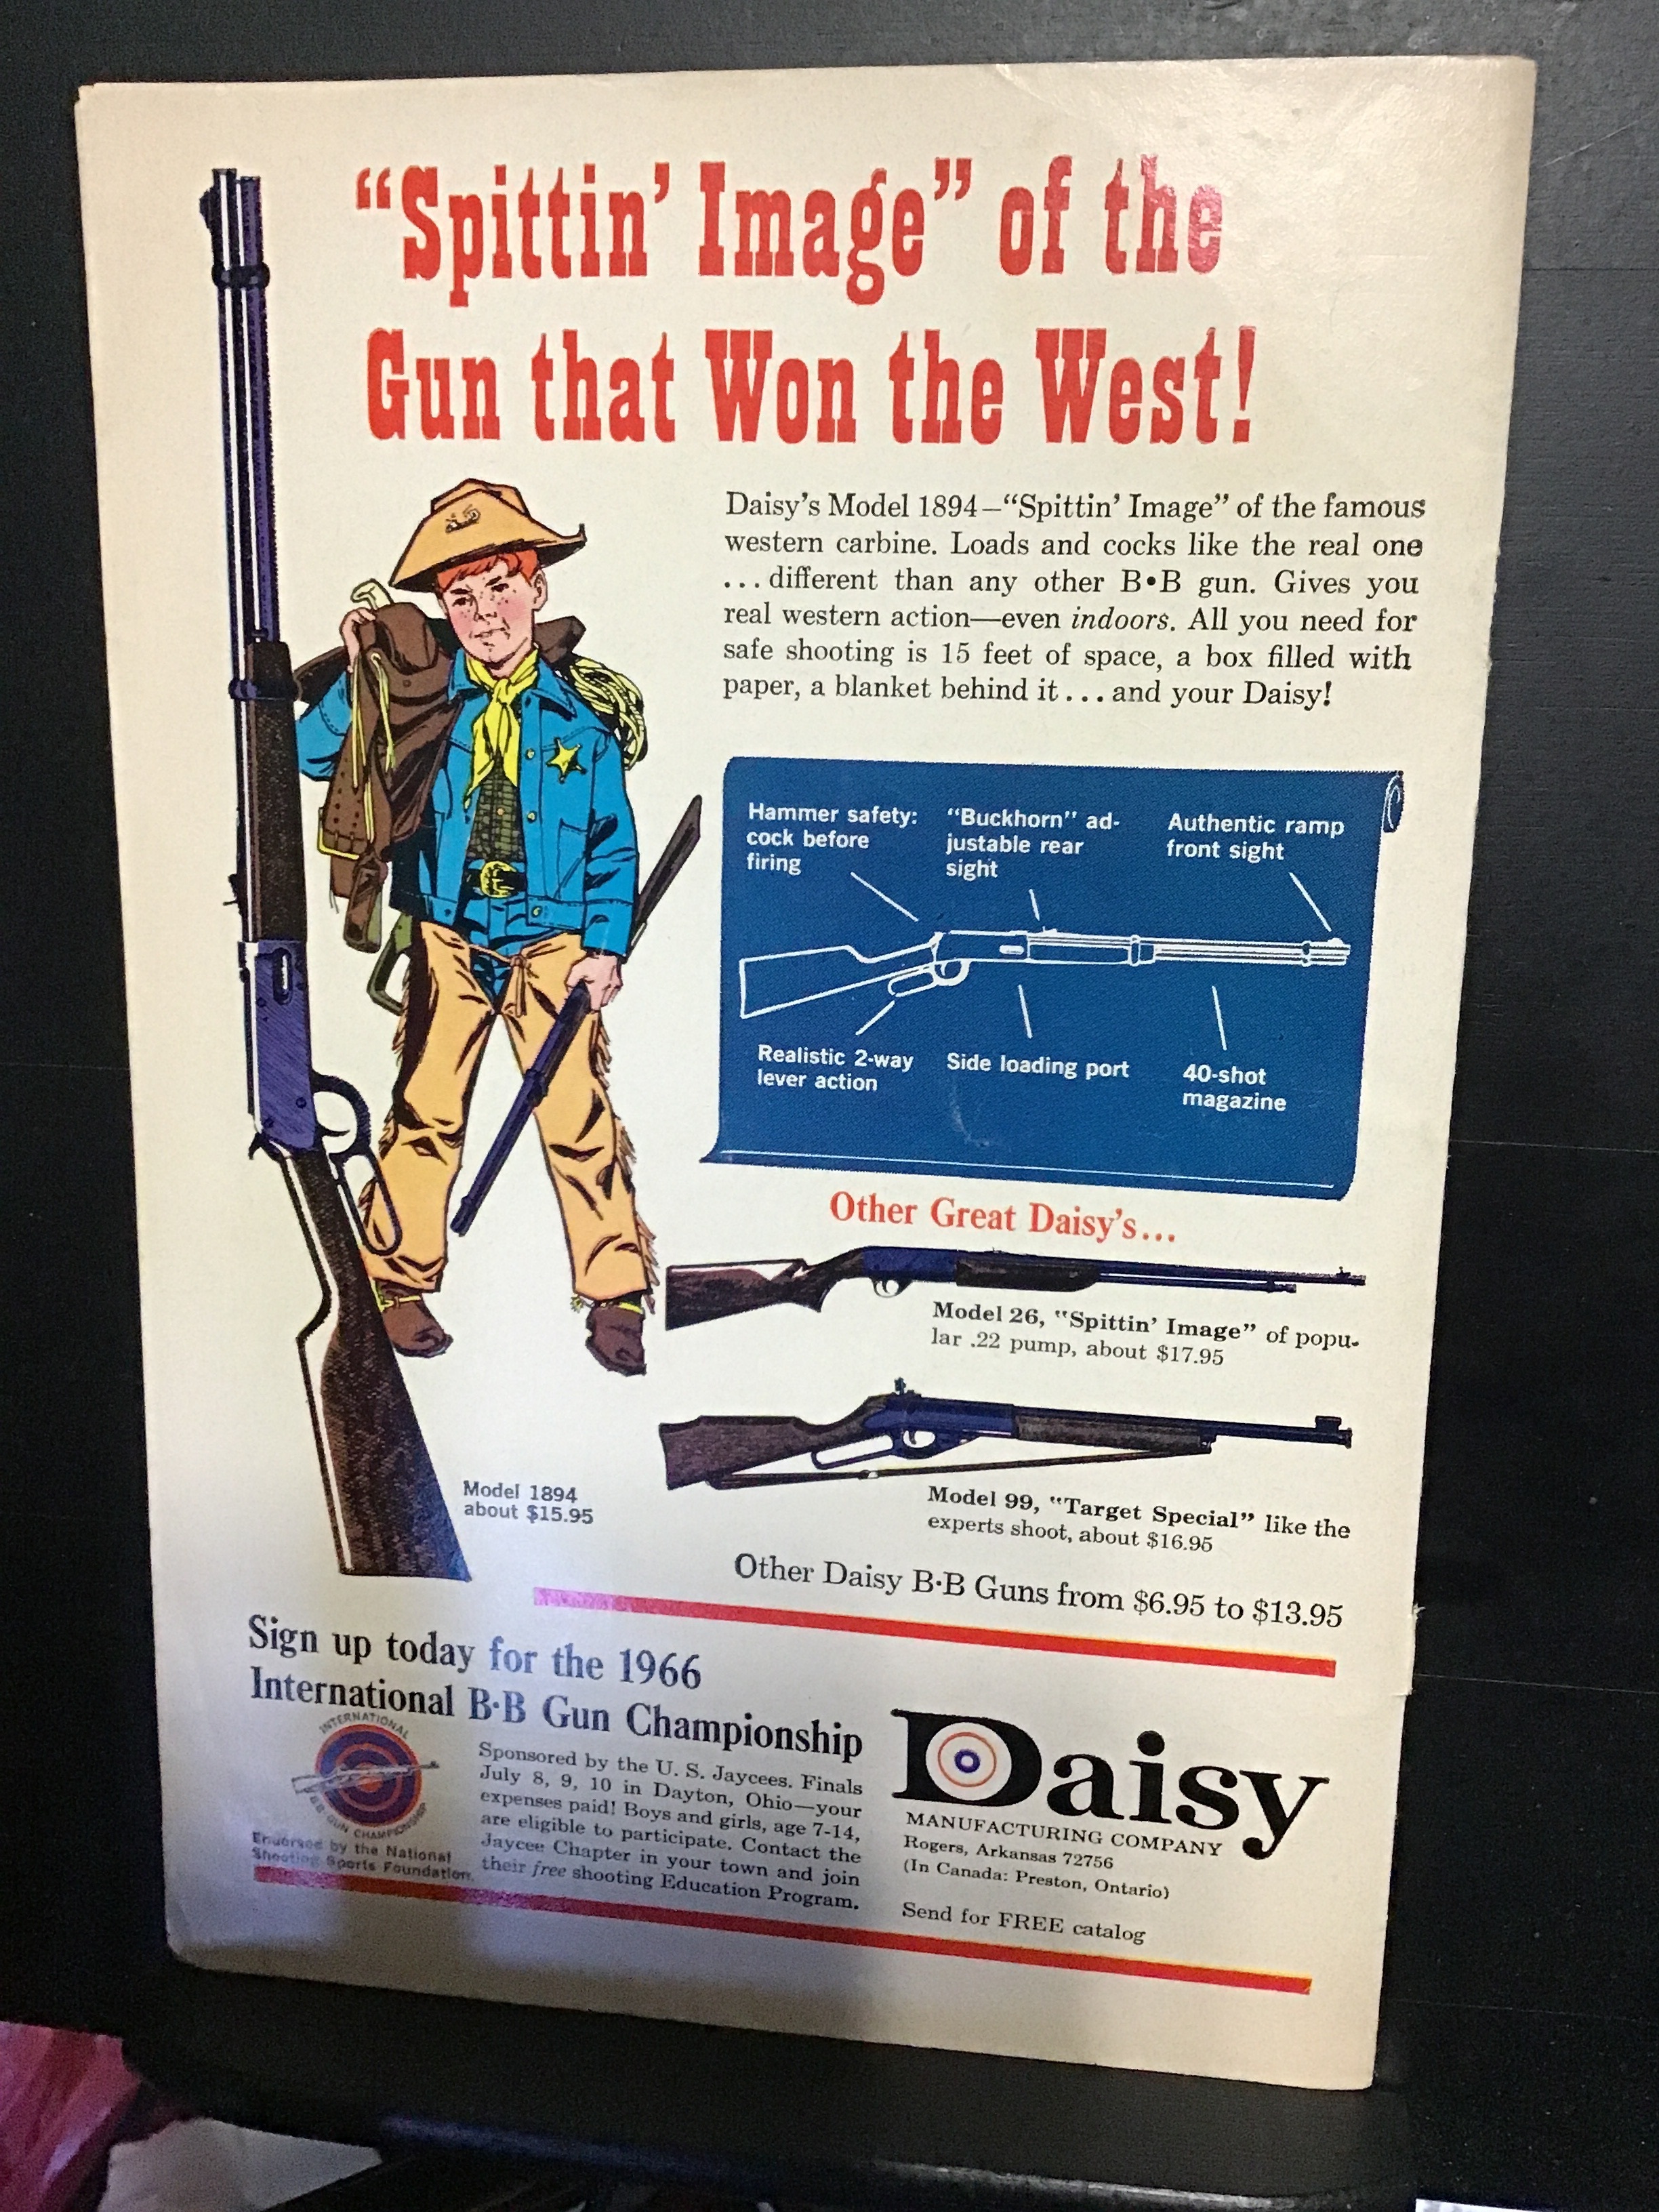 “Spittin’ Image” of the
Gun that Won the West!
Daisy’s Model 1894—“Spittin’ Image” of the famous
western carbine. Loads and cocks like the real one
...different than any other B•B gun. Gives you
real western action—even indoors. All you need for
safe shooting is 15 feet of space, a box filled with
paper, a blanket behind it...and your Daisy!
Hammer safety:
cock before
firing
“Buckhorn” ad-
justable rear
sight
Authentic ramp
front sight
Realistic 2-way
lever action
Side loading port
40-shot
magazine
Other Great Daisy’s...
Model 26, “Spittin’ Image” of popu-
lar .22 pump, about $17.95
Model 99, “Target Special” like the
experts shoot, about $16.95
Model 1894
about $15.95
Other Daisy B·B Guns from $6.95 to $13.95
Sign up today for the 1966
International B·B Gun Championship
INTERNATIONAL
B·B GUN CHAMPIONSHIP
Endorsed by the National
Shooting Sports Foundation.
Sponsored by the U. S. Jaycees. Finals
July 8, 9, 10 in Dayton, Ohio—your
expenses paid! Boys and girls, age 7-14,
are eligible to participate. Contact the
Jaycee Chapter in your town and join
their free shooting Education Program.
Daisy
MANUFACTURING COMPANY
Rogers, Arkansas 72756
(In Canada: Preston, Ontario)
Send for FREE catalog